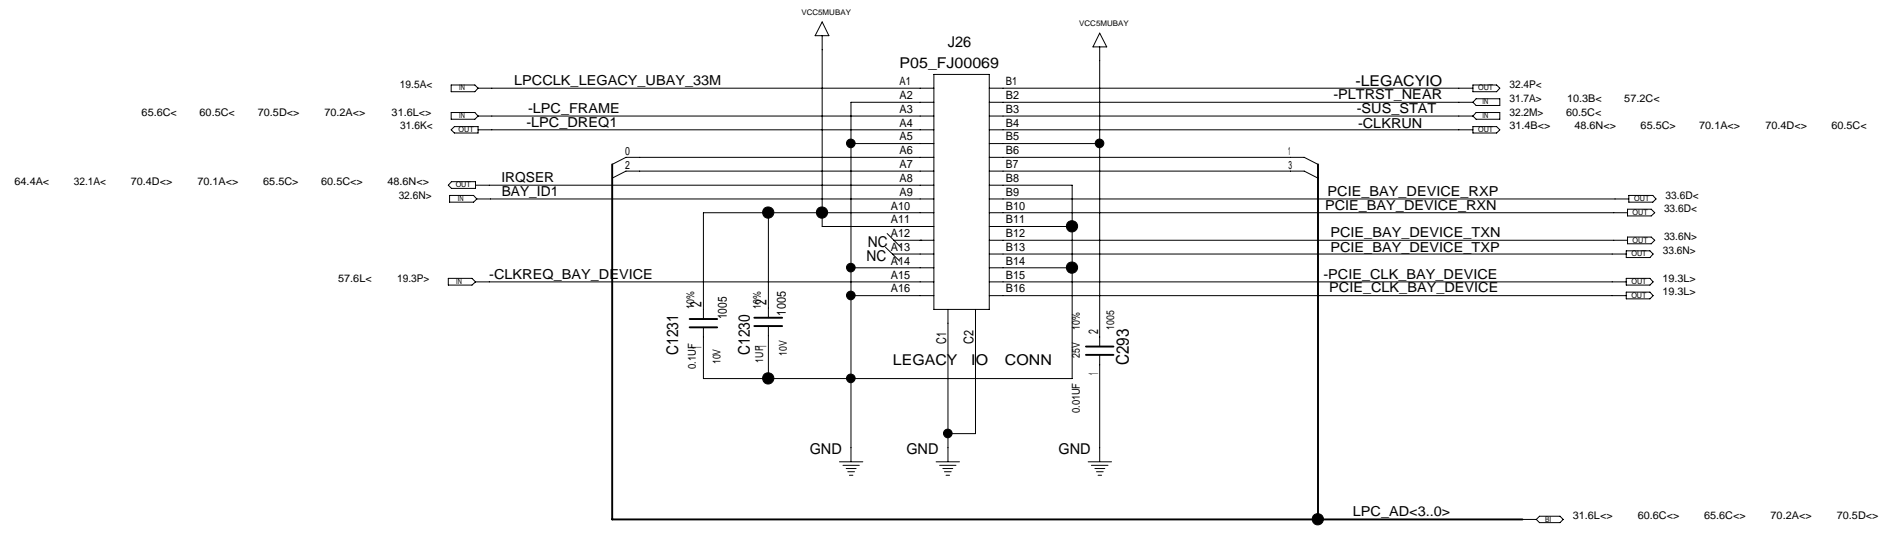 VCC5MUBAY
VCC5MUBAY
J26
P05_FJ00069
19.5A< IN LPCCLK_LEGACY_UBAY_33M A1 B1 -LEGACYIO OUT 32.4P<
A2 B2 -PLTRST_NEAR IN 31.7A> 10.3B< 57.2C<
65.6C< 60.5C< 70.5D<> 70.2A<> 31.6L<> IN -LPC_FRAME A3 B3 -SUS_STAT IN 32.2M> 60.5C<
31.6K< OUT -LPC_DREQ1 A4 B4 -CLKRUN OUT 31.4B<> 48.6N<> 65.5C> 70.1A<> 70.4D<> 60.5C<
A5 B5
0 A6 B6 1
2 A7 B7 3
64.4A< 32.1A< 70.4D<> 70.1A<> 65.5C> 60.5C<> 48.6N<> OUT IRQSER A8 B8
32.6N> IN BAY_ID1 A9 B9 PCIE_BAY_DEVICE_RXP OUT 33.6D<
A10 B10 PCIE_BAY_DEVICE_RXN OUT 33.6D<
A11 B11
NC A12 B12 PCIE_BAY_DEVICE_TXN OUT 33.6N>
NC A13 B13 PCIE_BAY_DEVICE_TXP OUT 33.6N>
A14 B14
57.6L< 19.3P> IN -CLKREQ_BAY_DEVICE A15 B15 -PCIE_CLK_BAY_DEVICE OUT 19.3L>
A16 B16 PCIE_CLK_BAY_DEVICE OUT 19.3L>
C1231 0.1UF 10% 2 1 1005 10V
C1230 1UF 10% 2 1005 10V
C1 C2
LEGACY IO CONN
C293 0.01UF 25V 10% 2 1 1005
GND GND GND
LPC_AD<3..0> BI 31.6L<> 60.6C<> 65.6C<> 70.2A<> 70.5D<>